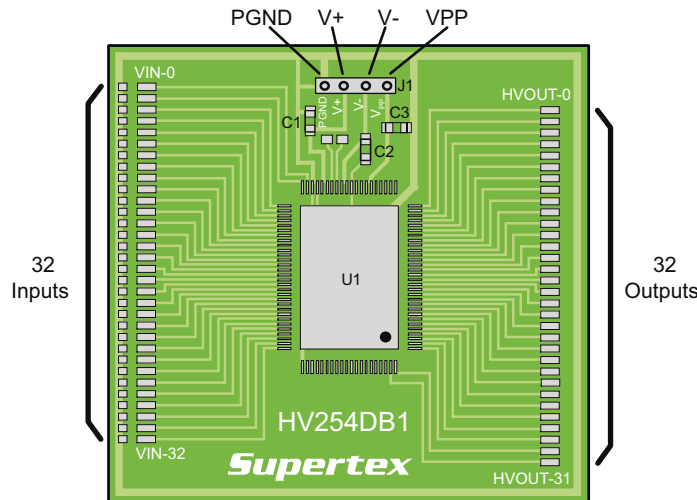 PGND V+ V- VPP
VIN-0
J1
HVOUT-0
PGND
V+
V-
VPP
C1
C3
C2
32
Inputs
U1
32
Outputs
HV254DB1
VIN-32
Supertex
HVOUT-31